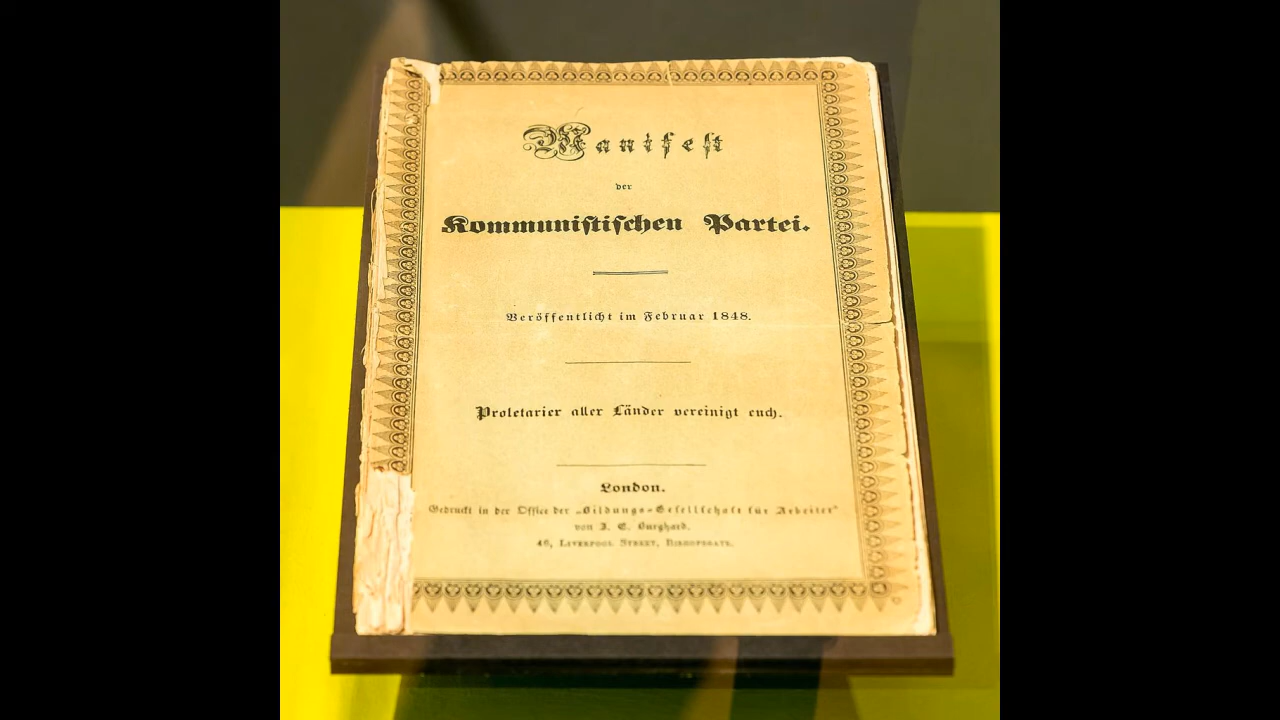 Manifest
der
Kommunistischen Partei.
Veröffentlicht im Februar 1848.
Proletarier aller Länder vereinigt euch.
London.
Gedruckt in der Office der „Bildungs-Gesellschaft für Arbeiter"
von J. E. Burghard.
46, LIVERPOOL STREET, BISHOPSGATE.